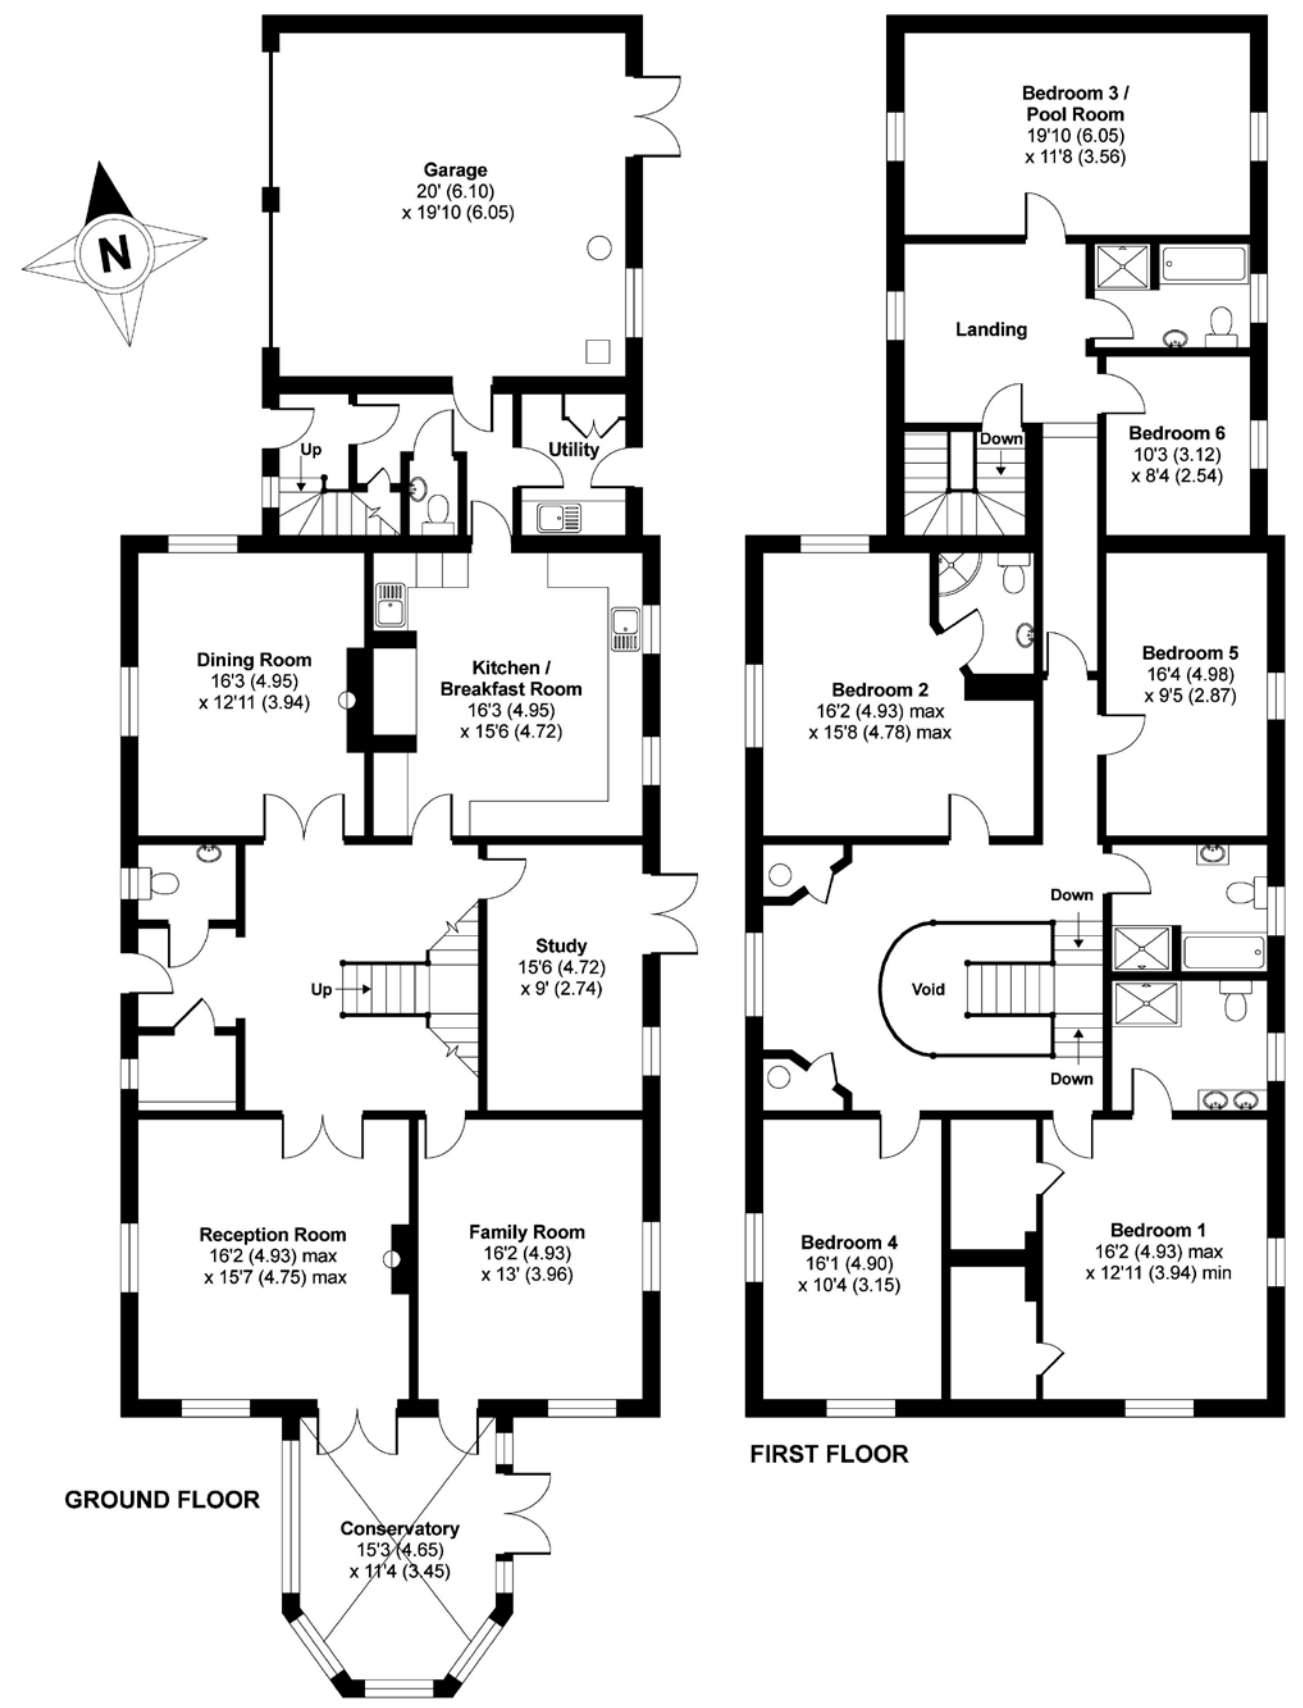 Garage
20' (6.10)
x 19'10 (6.05)
N
Up
Utility
Dining Room
16'3 (4.95)
x 12'11 (3.94)
Kitchen /
Breakfast Room
16'3 (4.95)
x 15'6 (4.72)
Study
15'6 (4.72)
x 9' (2.74)
Up
Reception Room
16'2 (4.93) max
x 15'7 (4.75) max
Family Room
16'2 (4.93)
x 13' (3.96)
GROUND FLOOR
Conservatory
15'3 (4.65)
x 11'4 (3.45)
Bedroom 3 /
Pool Room
19'10 (6.05)
x 11'8 (3.56)
Landing
Down
Bedroom 6
10'3 (3.12)
x 8'4 (2.54)
Bedroom 2
16'2 (4.93) max
x 15'8 (4.78) max
Bedroom 5
16'4 (4.98)
x 9'5 (2.87)
Down
Void
Down
Bedroom 4
16'1 (4.90)
x 10'4 (3.15)
Bedroom 1
16'2 (4.93) max
x 12'11 (3.94) min
FIRST FLOOR